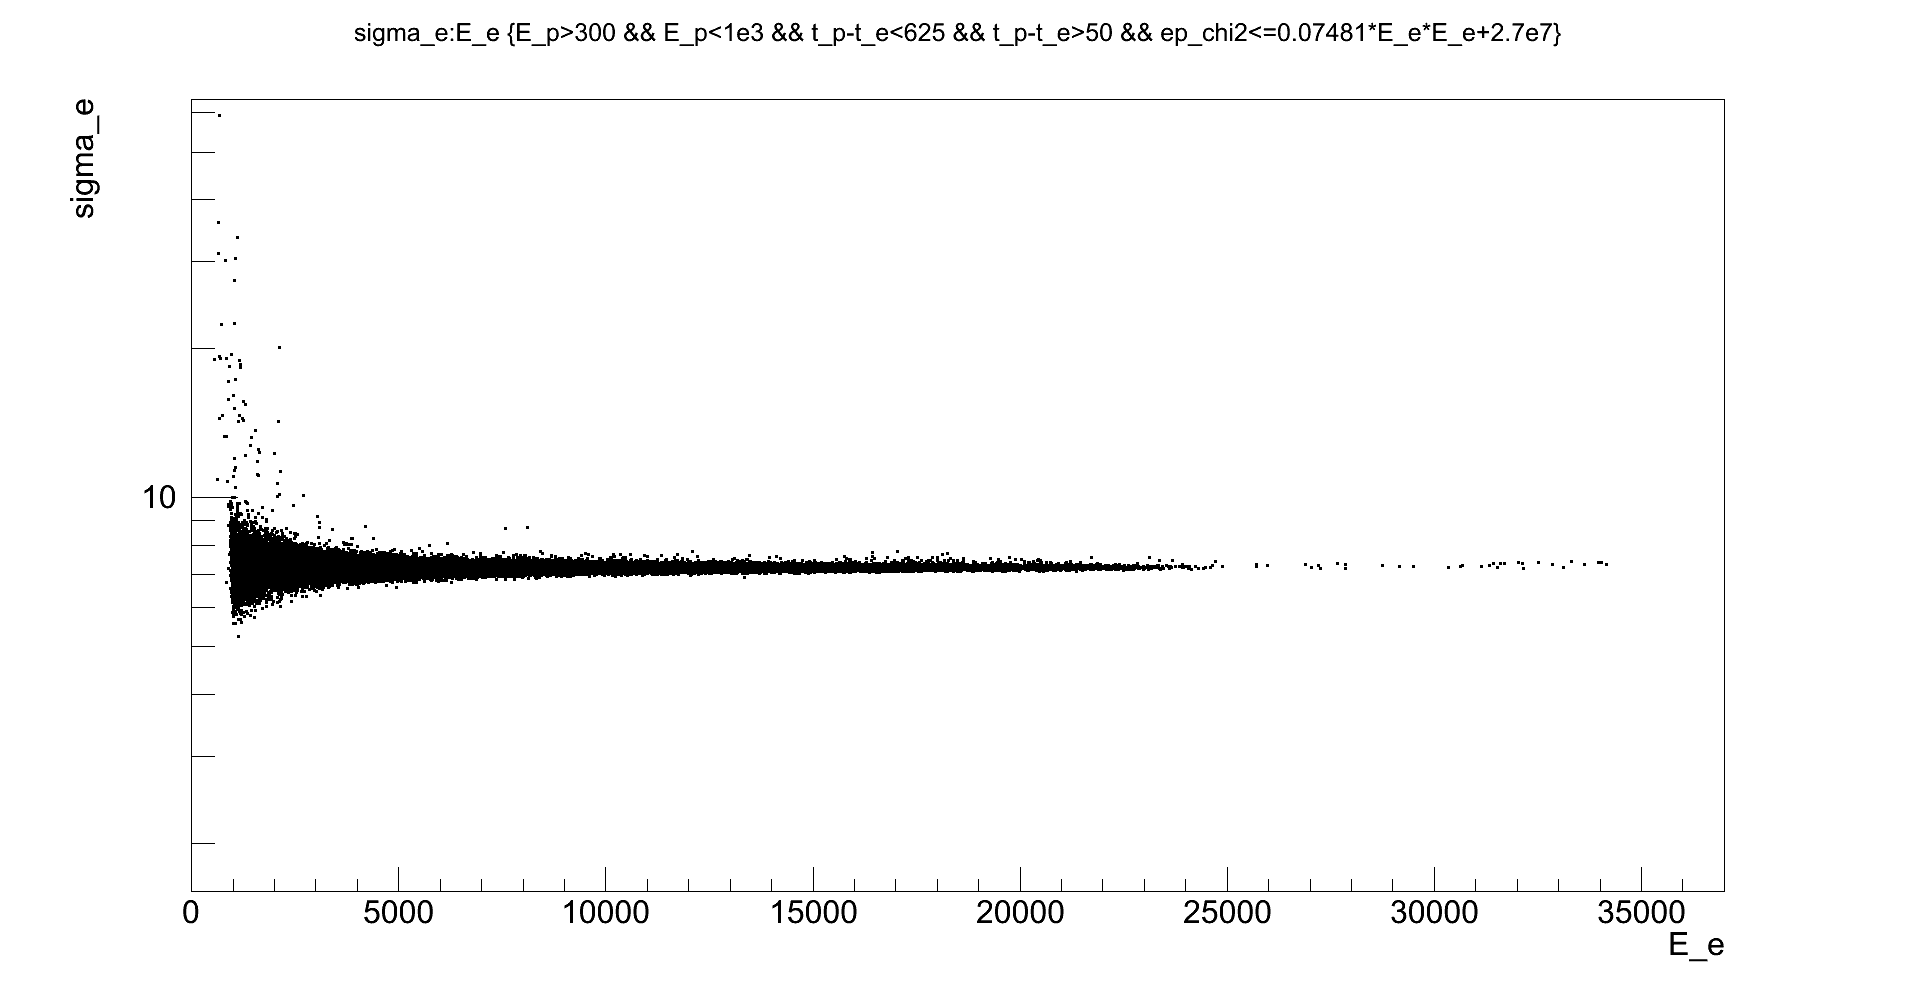 sigma_e:E_e {E_p>300 && E_p<1e3 && t_p-t_e<625 && t_p-t_e>50 && ep_chi2<=0.07481*E_e*E_e+2.7e7}
sigma_e
10
0 5000 10000 15000 20000 25000 30000 35000
E_e